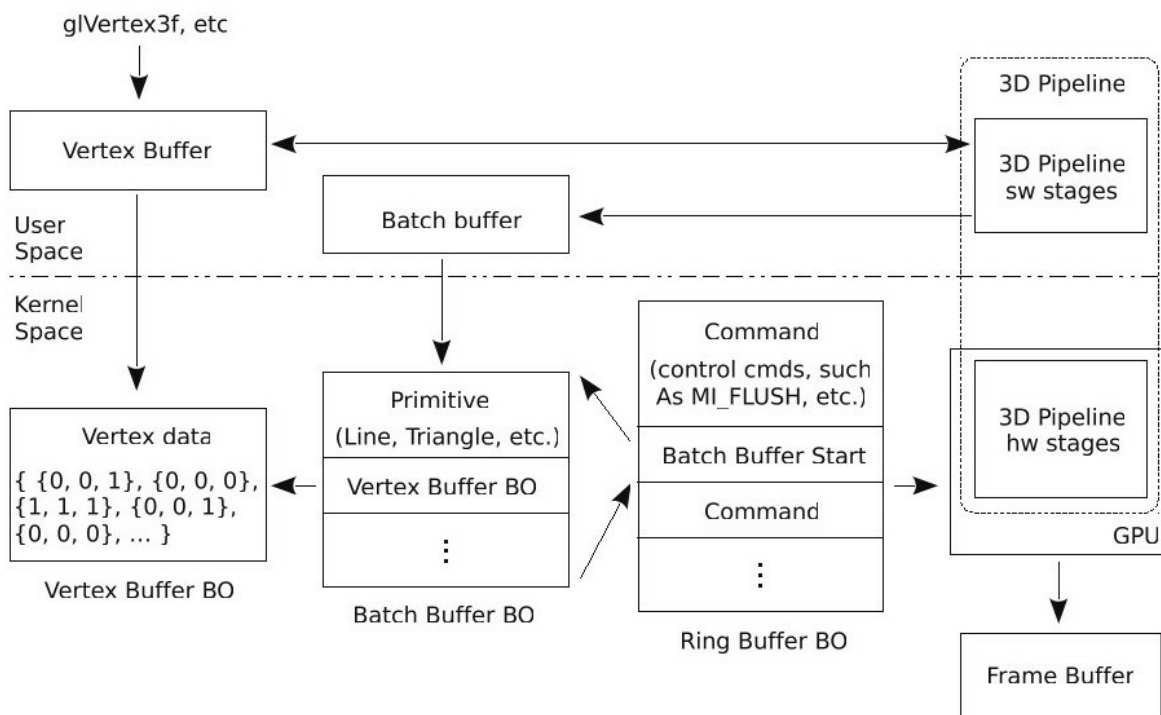 glVertex3f, etc
3D Pipeline
Vertex Buffer
3D Pipeline
sw stages
Batch buffer
User
Space
Kernel
Space
Command
(control cmds, such
As MI_FLUSH, etc.)
Primitive
(Line, Triangle, etc.)
3D Pipeline
hw stages
Vertex data
{ {0, 0, 1}, {0, 0, 0},
{1, 1, 1}, {0, 0, 1},
{0, 0, 0}, ... }
Vertex Buffer BO
Batch Buffer Start
Command
⋮
⋮
GPU
Vertex Buffer BO
Batch Buffer BO
Ring Buffer BO
Frame Buffer